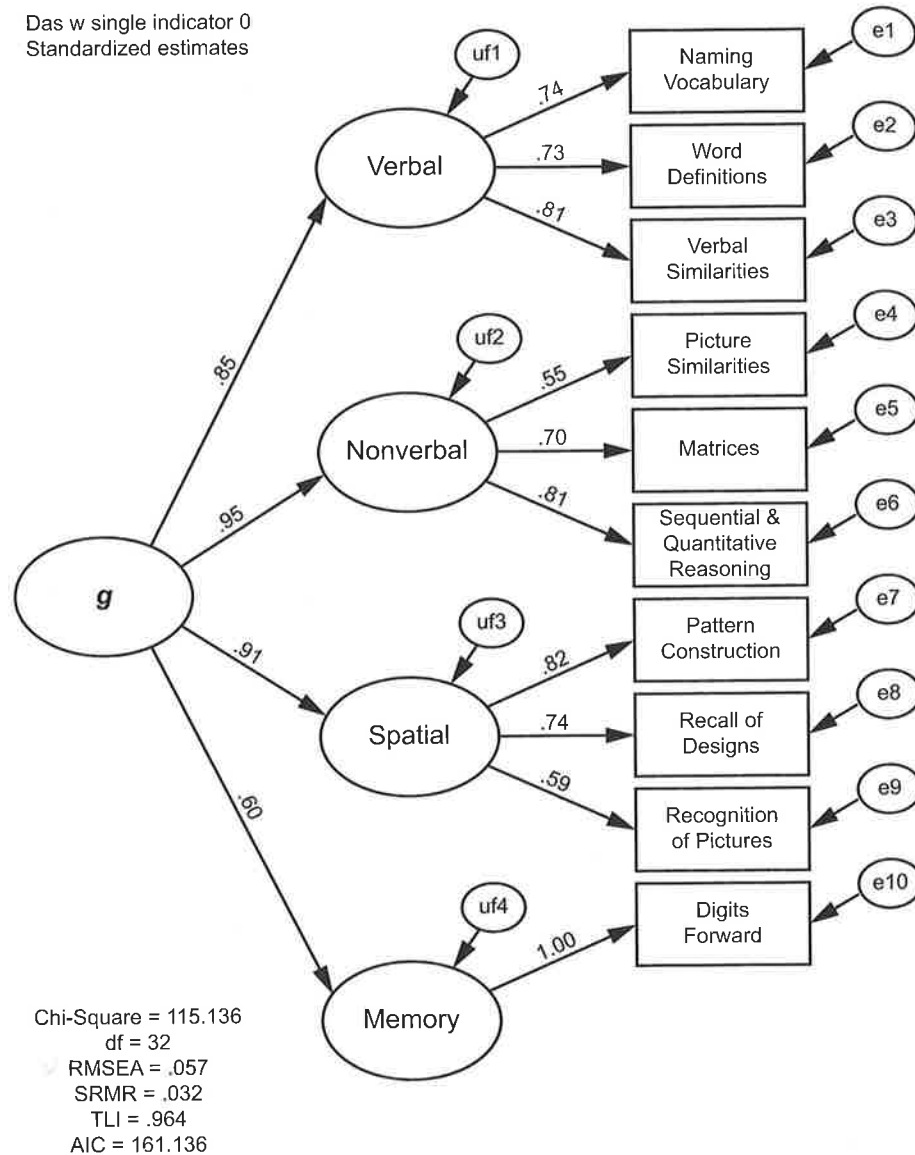 Das w single indicator 0
Standardized estimates
uf1
Naming
Vocabulary
e1
.74
Verbal
.73
Word
Definitions
e2
.81
Verbal
Similarities
e3
.85
uf2
Picture
Similarities
e4
.55
Nonverbal
.70
Matrices
e5
.81
Sequential &
Quantitative
Reasoning
e6
.95
g
.91
uf3
Pattern
Construction
e7
.82
Spatial
.74
Recall of
Designs
e8
.59
Recognition
of Pictures
e9
.60
uf4
Digits
Forward
e10
1.00
Memory
Chi-Square = 115.136
df = 32
RMSEA = .057
SRMR = .032
TLI = .964
AIC = 161.136